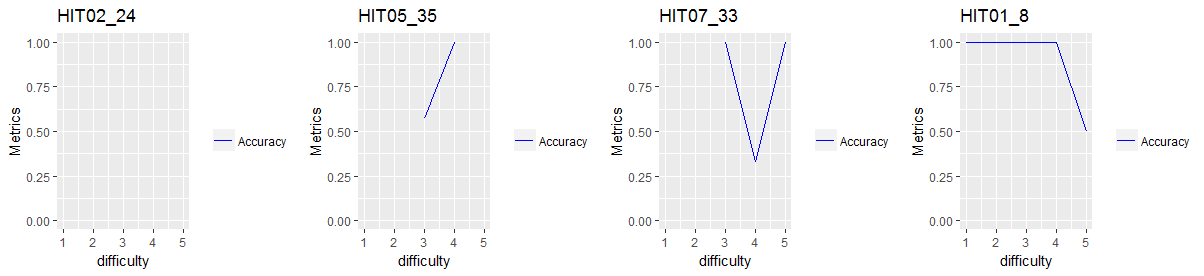 HIT02_24
Metrics
1.00
0.75
0.50
0.25
0.00
1 2 3 4 5
difficulty
Accuracy
HIT05_35
Metrics
1.00
0.75
0.50
0.25
0.00
1 2 3 4 5
difficulty
Accuracy
HIT07_33
Metrics
1.00
0.75
0.50
0.25
0.00
1 2 3 4 5
difficulty
Accuracy
HIT01_8
Metrics
1.00
0.75
0.50
0.25
0.00
1 2 3 4 5
difficulty
Accuracy